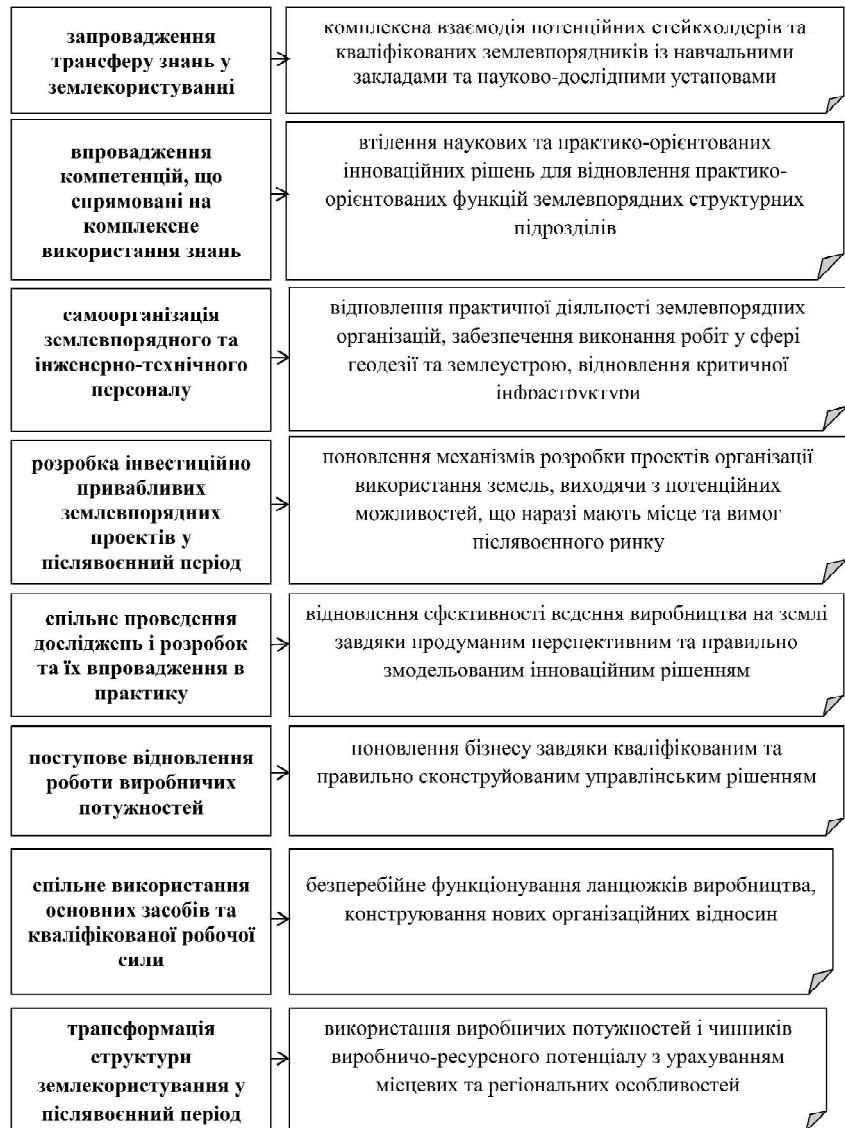 запровадження
трансферу знань у
землекористуванні
комплексна взаємодія потенційних стейкхолдерів та
кваліфікованих землевпорядників із навчальними
закладами та науково-дослідними установами
впровадження
компетенцій, що
спрямовані на
комплексне
використання знань
втілення наукових та практико-орієнтованих
інноваційних рішень для відновлення практико-
орієнтованих функцій землевпорядних структурних
підрозділів
самоорганізація
землевпорядного та
інженерно-технічного
персоналу
відновлення практичної діяльності землевпорядних
організацій, забезпечення виконання робіт у сфері
геодезії та землеустрою, відновлення критичної
інфраструктури
розробка інвестиційно
привабливих
землевпорядних
проектів у
післявоєнний період
поновлення механізмів розробки проектів організації
використання земель, виходячи з потенційних
можливостей, що наразі мають місце та вимог
післявоєнного ринку
спільне проведення
досліджень і розробок
та їх впровадження в
практику
відновлення ефективності ведення виробництва на землі
завдяки продуманим перспективним та правильно
змодельованим інноваційним рішенням
поступове відновлення
роботи виробничих
потужностей
поновлення бізнесу завдяки кваліфікованим та
правильно сконструйованим управлінським рішенням
спільне використання
основних засобів та
кваліфікованої робочої
сили
безперебійне функціонування ланцюжків виробництва,
конструювання нових організаційних відносин
трансформація
структури
землекористування у
післявоєнний період
використання виробничих потужностей і чинників
виробничо-ресурсного потенціалу з урахуванням
місцевих та регіональних особливостей